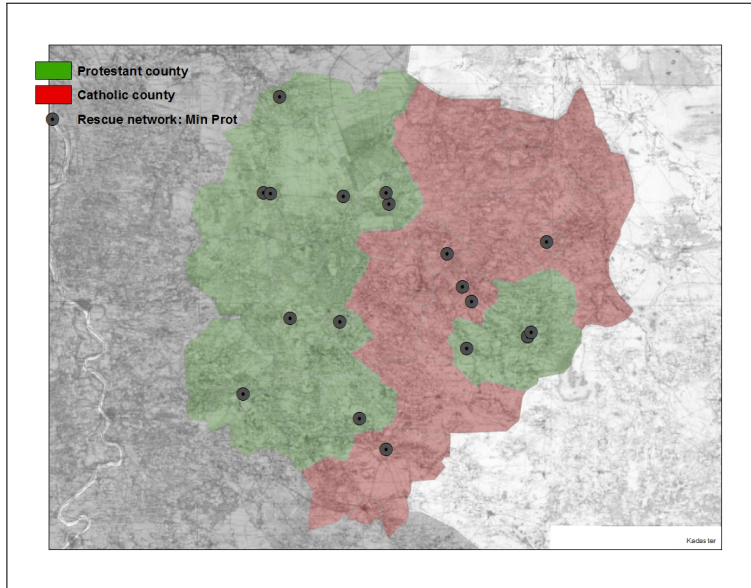 Protestant county
Catholic county
Rescue network: Min Prot
Kadaster